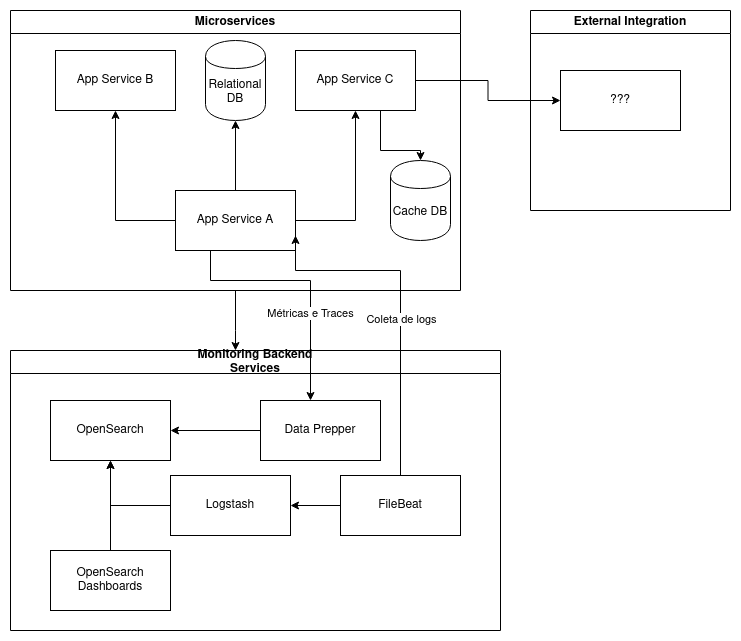 Microservices
External Integration
App Service B
Relational
DB
App Service C
???
App Service A
Cache DB
Métricas e Traces
Coleta de logs
Monitoring Backend
Services
OpenSearch
Data Prepper
Logstash
FileBeat
OpenSearch
Dashboards